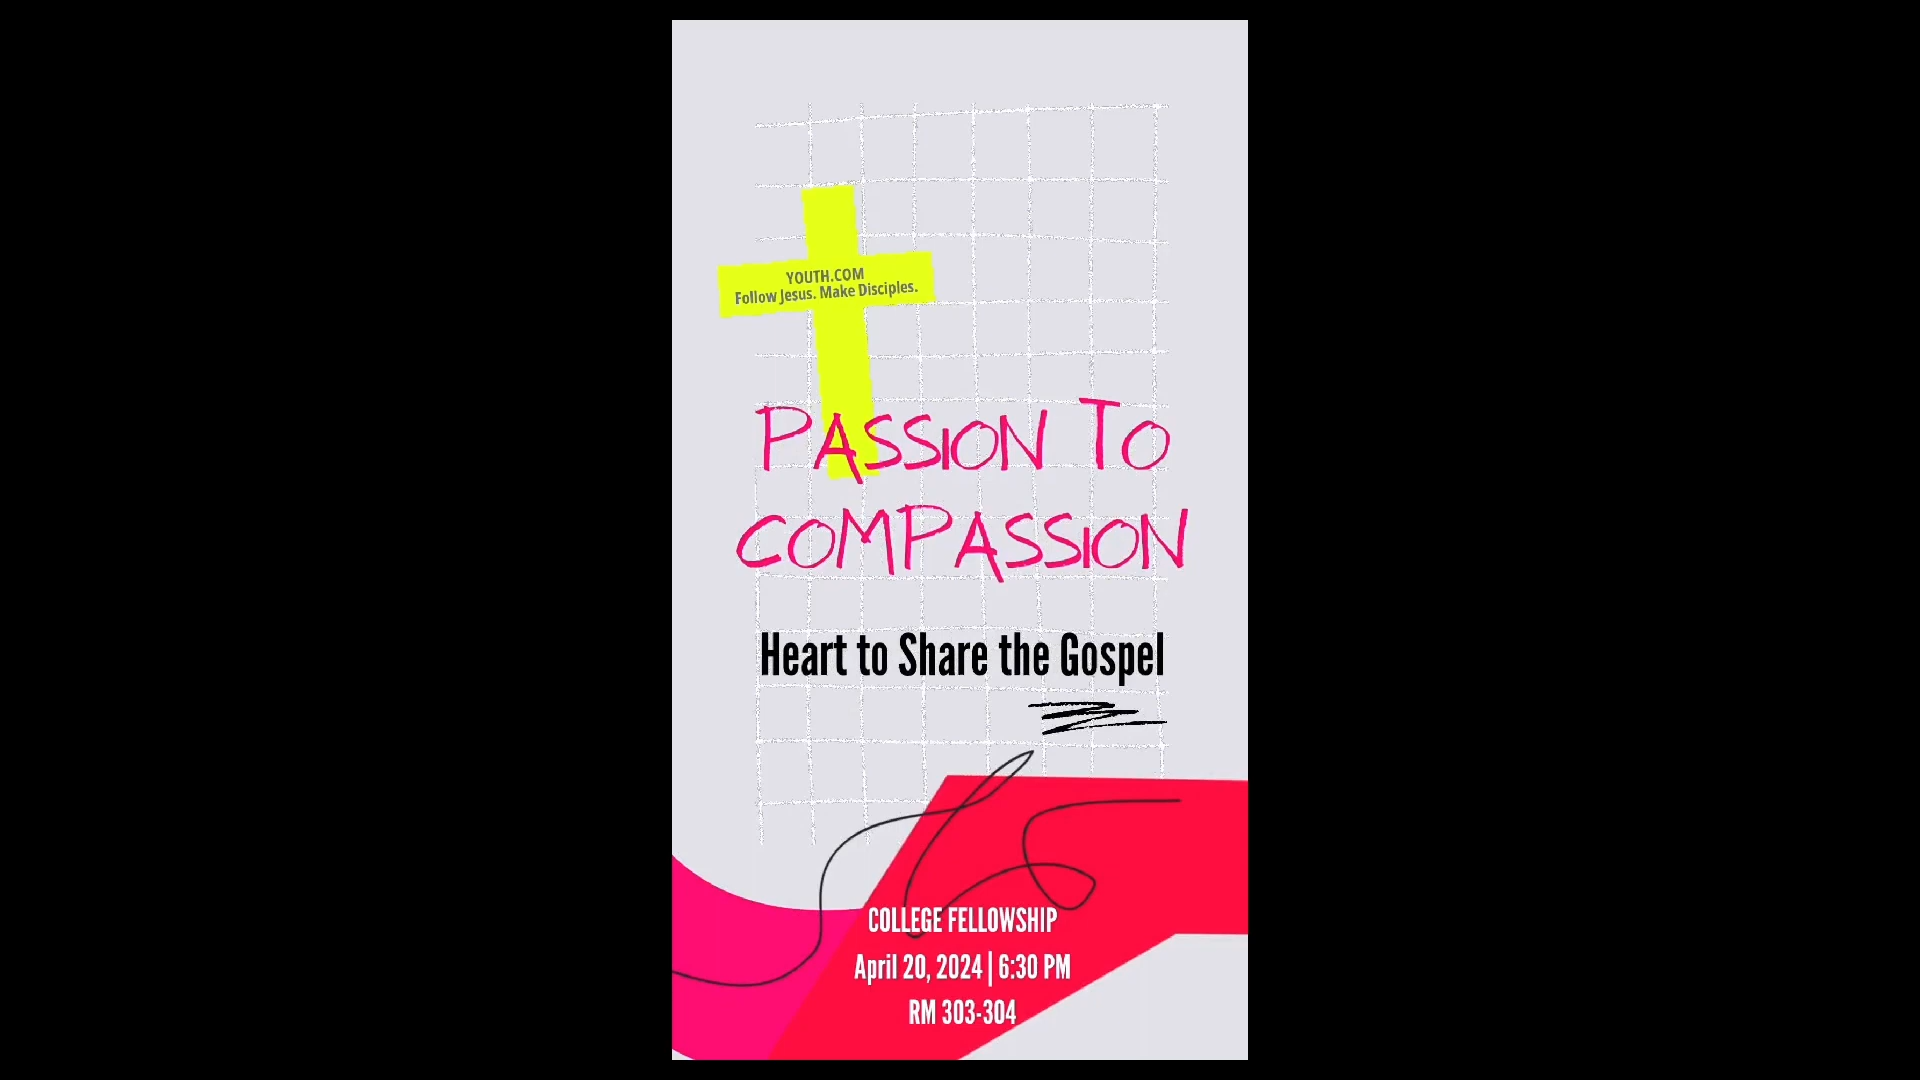 YOUTH.COM
Follow Jesus. Make Disciples.
PASSION TO
COMPASSION
Heart to Share the Gospel
COLLEGE FELLOWSHIP
April 20, 2024 | 6:30 PM
RM 303-304